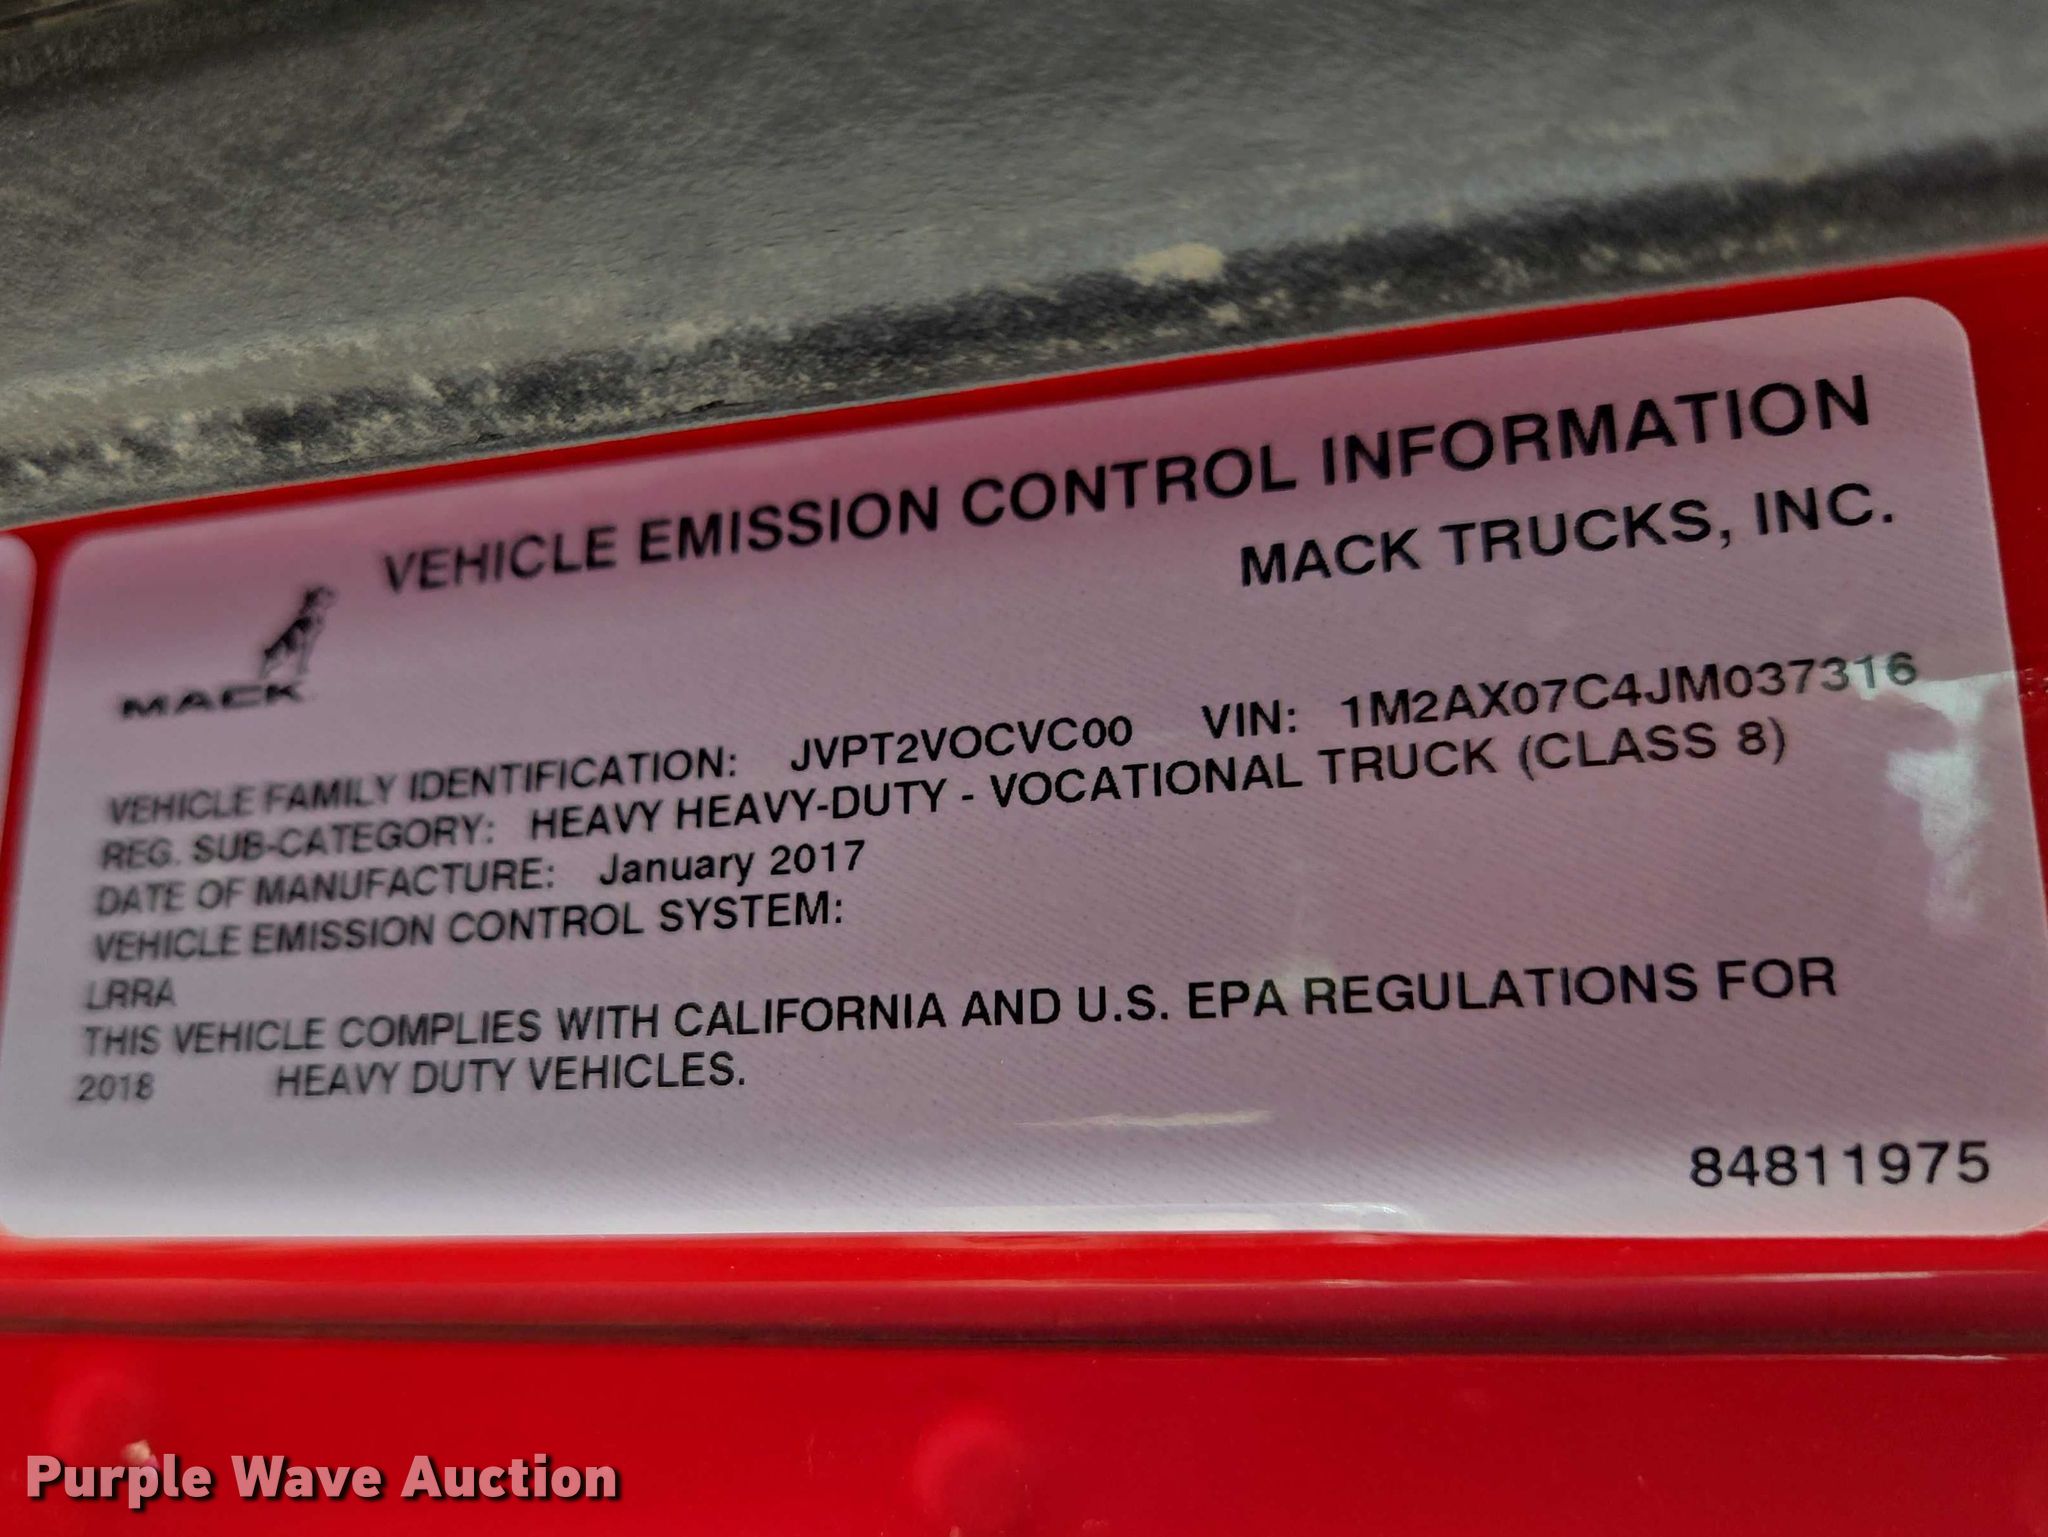 VEHICLE EMISSION CONTROL INFORMATION
MACK TRUCKS, INC.
MACK
VEHICLE FAMILY IDENTIFICATION: JVPT2VOCVC00 VIN: 1M2AX07C4JM037316
REG. SUB-CATEGORY: HEAVY HEAVY-DUTY - VOCATIONAL TRUCK (CLASS 8)
DATE OF MANUFACTURE: January 2017
VEHICLE EMISSION CONTROL SYSTEM:
LRRA
THIS VEHICLE COMPLIES WITH CALIFORNIA AND U.S. EPA REGULATIONS FOR
2018 HEAVY DUTY VEHICLES.
84811975
Purple Wave Auction